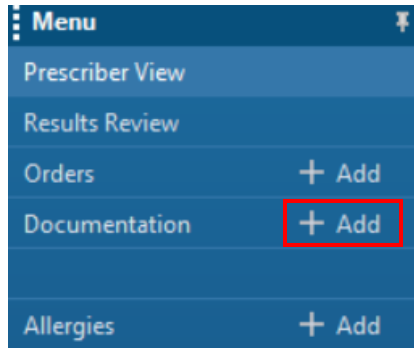 Menu
Prescriber View
Results Review
Orders + Add
Documentation + Add
Allergies + Add